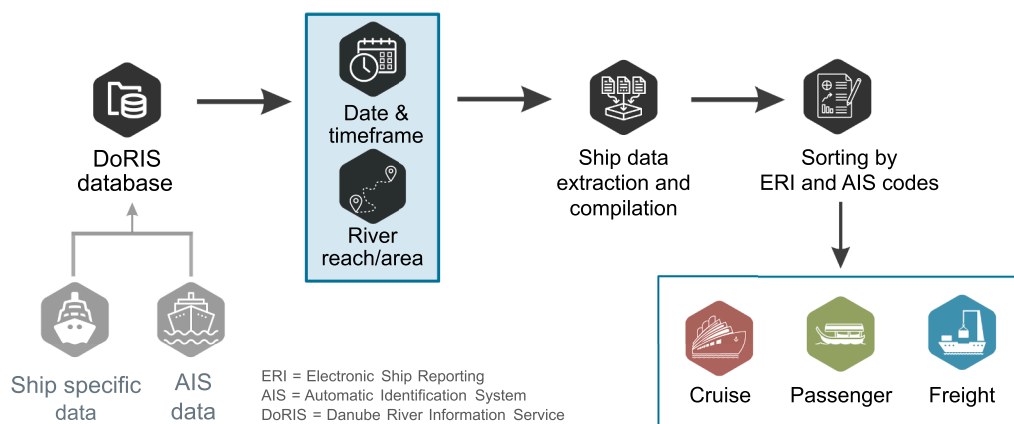 DoRIS
database
Date &
timeframe
River
reach/area
Ship data
extraction and
compilation
Sorting by
ERI and AIS codes
Ship specific
data
AIS
data
ERI = Electronic Ship Reporting
AIS = Automatic Identification System
DoRIS = Danube River Information Service
Cruise
Passenger
Freight